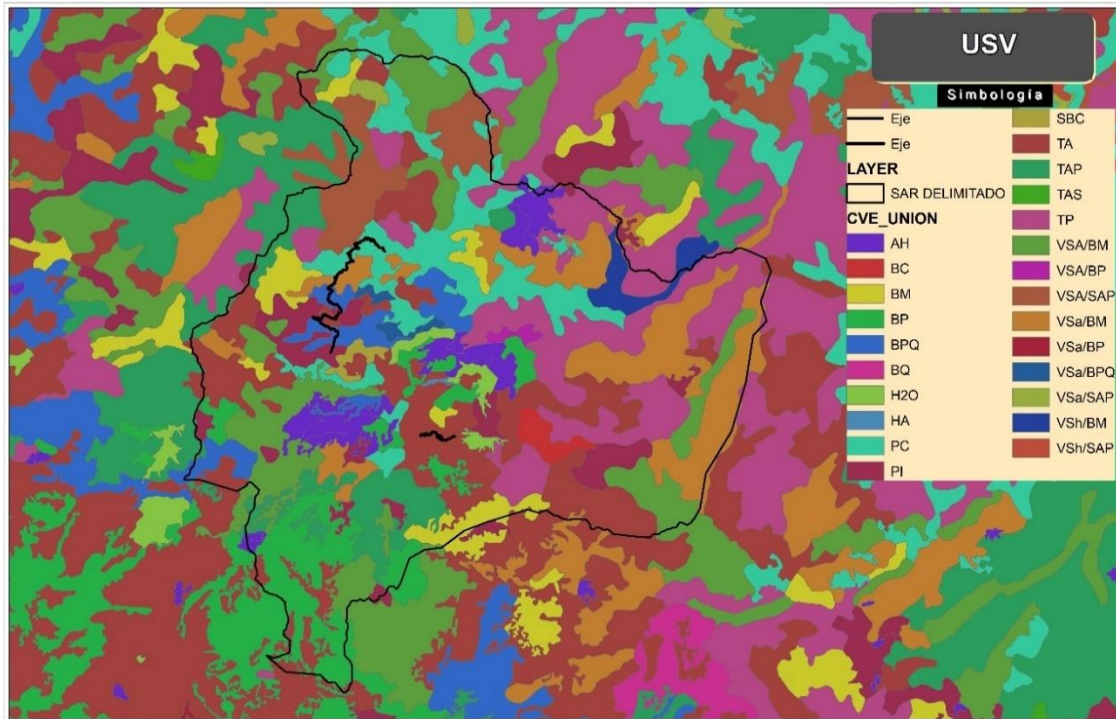 USV
Simbología
Eje
Eje
LAYER
SAR DELIMITADO
CVE_UNION
AH
BC
BM
BP
BPQ
BQ
H2O
HA
PC
PI
SBC
TA
TAP
TAS
TP
VSA/BM
VSA/BP
VSA/SAP
VSa/BM
VSa/BP
VSa/BPQ
VSa/SAP
VSh/BM
VSh/SAP